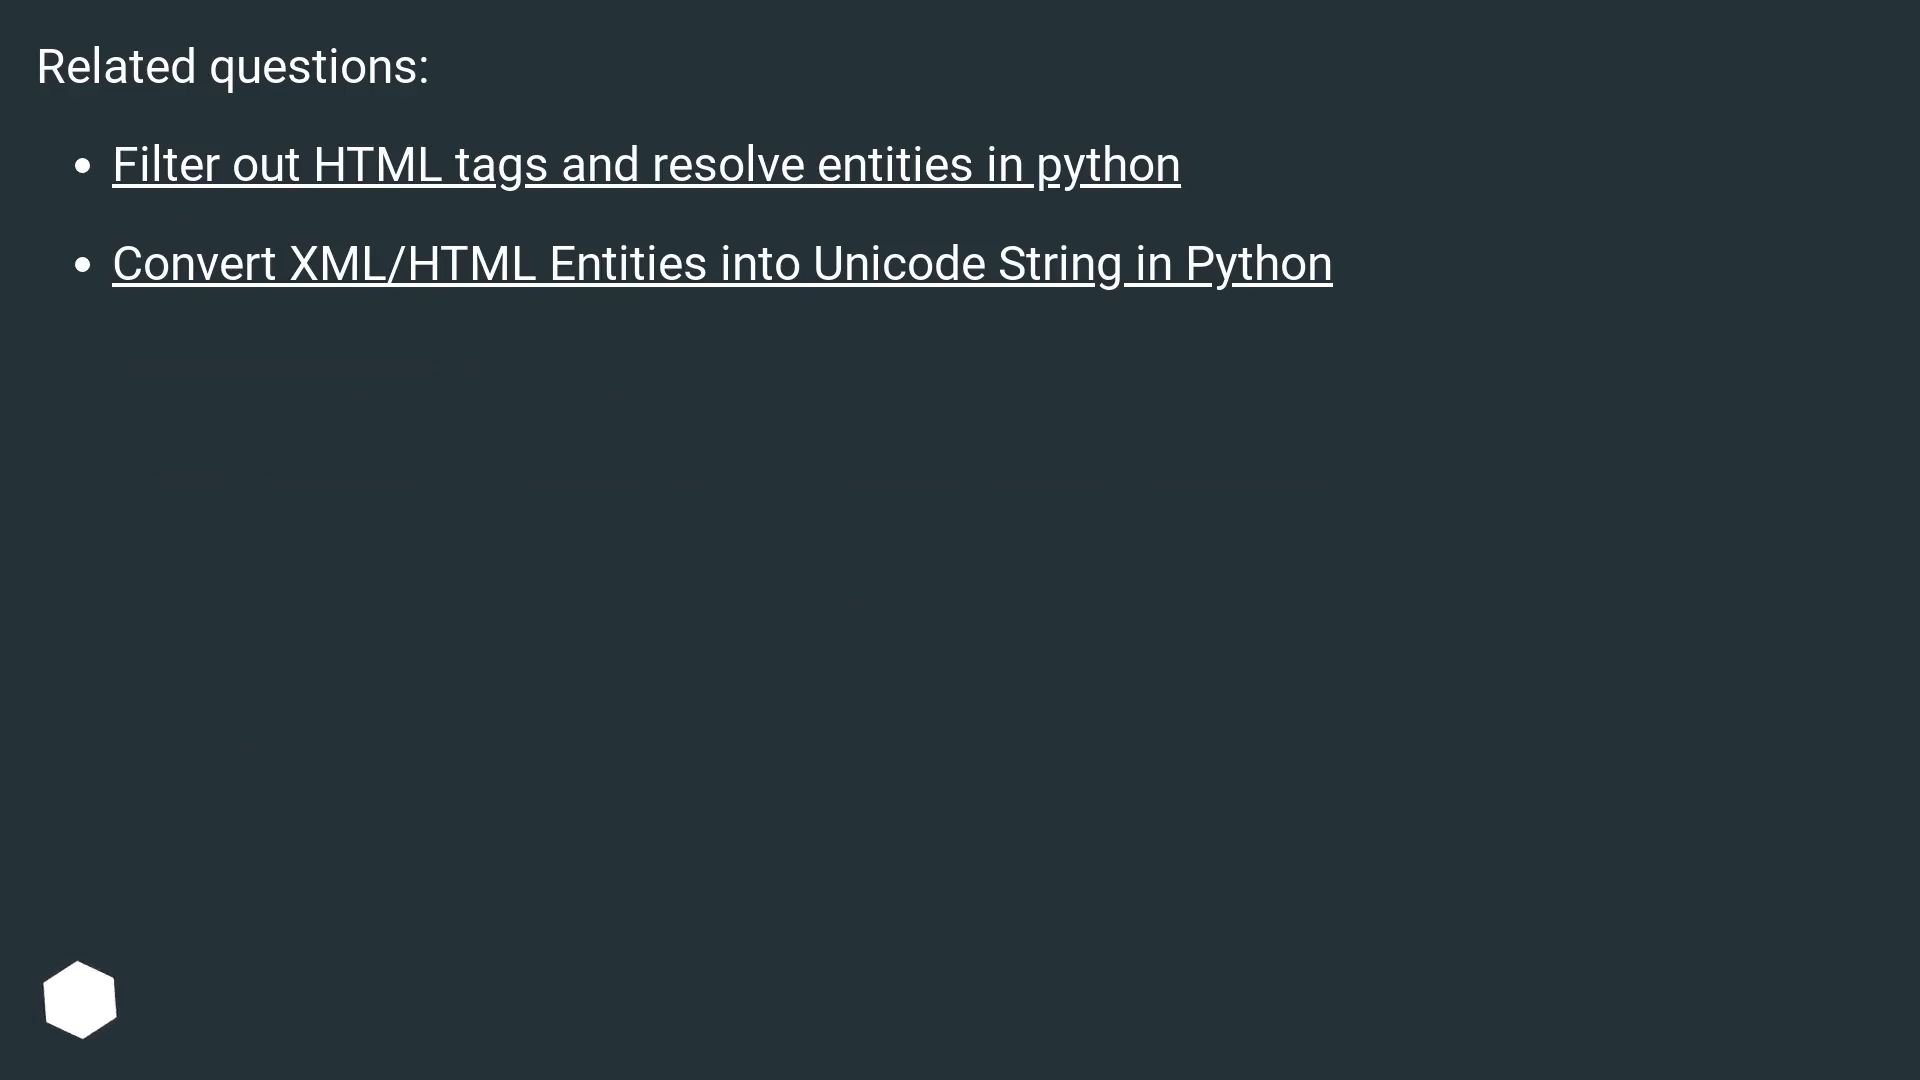 Related questions:
Filter out HTML tags and resolve entities in python
Convert XML/HTML Entities into Unicode String in Python